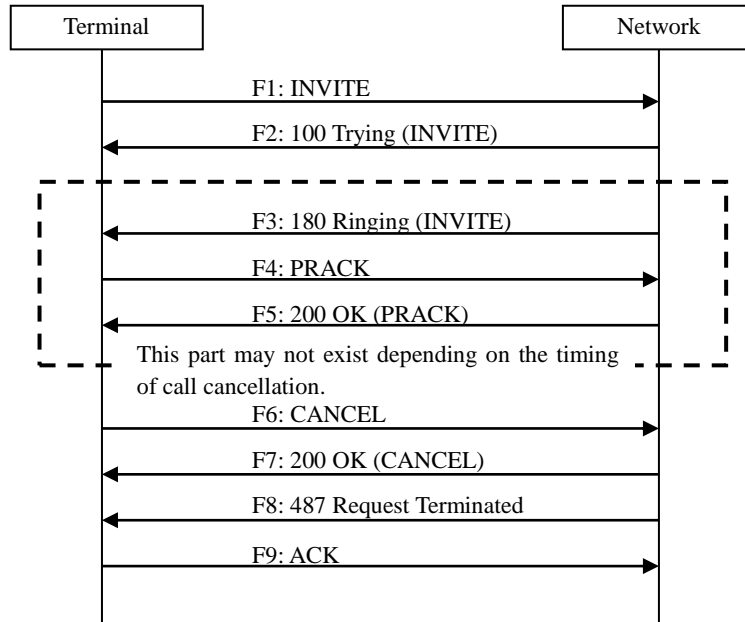 Terminal
Network
F1: INVITE
F2: 100 Trying (INVITE)
F3: 180 Ringing (INVITE)
F4: PRACK
F5: 200 OK (PRACK)
This part may not exist depending on the timing
of call cancellation.
F6: CANCEL
F7: 200 OK (CANCEL)
F8: 487 Request Terminated
F9: ACK